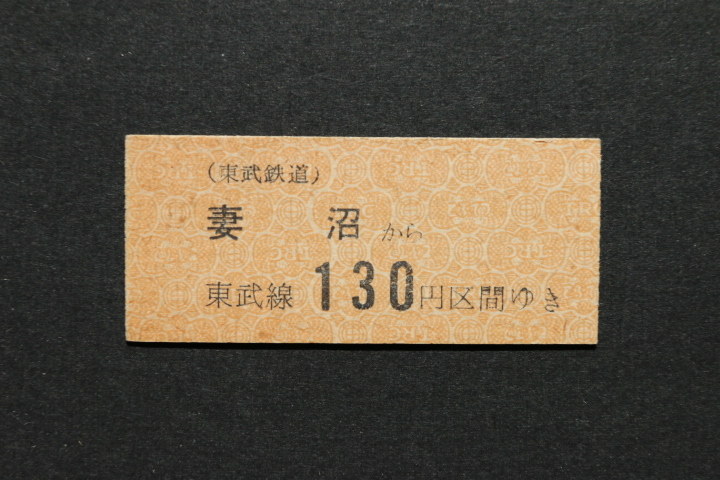 (東武鉄道)
妻 沼から
東武線 130円区間ゆき